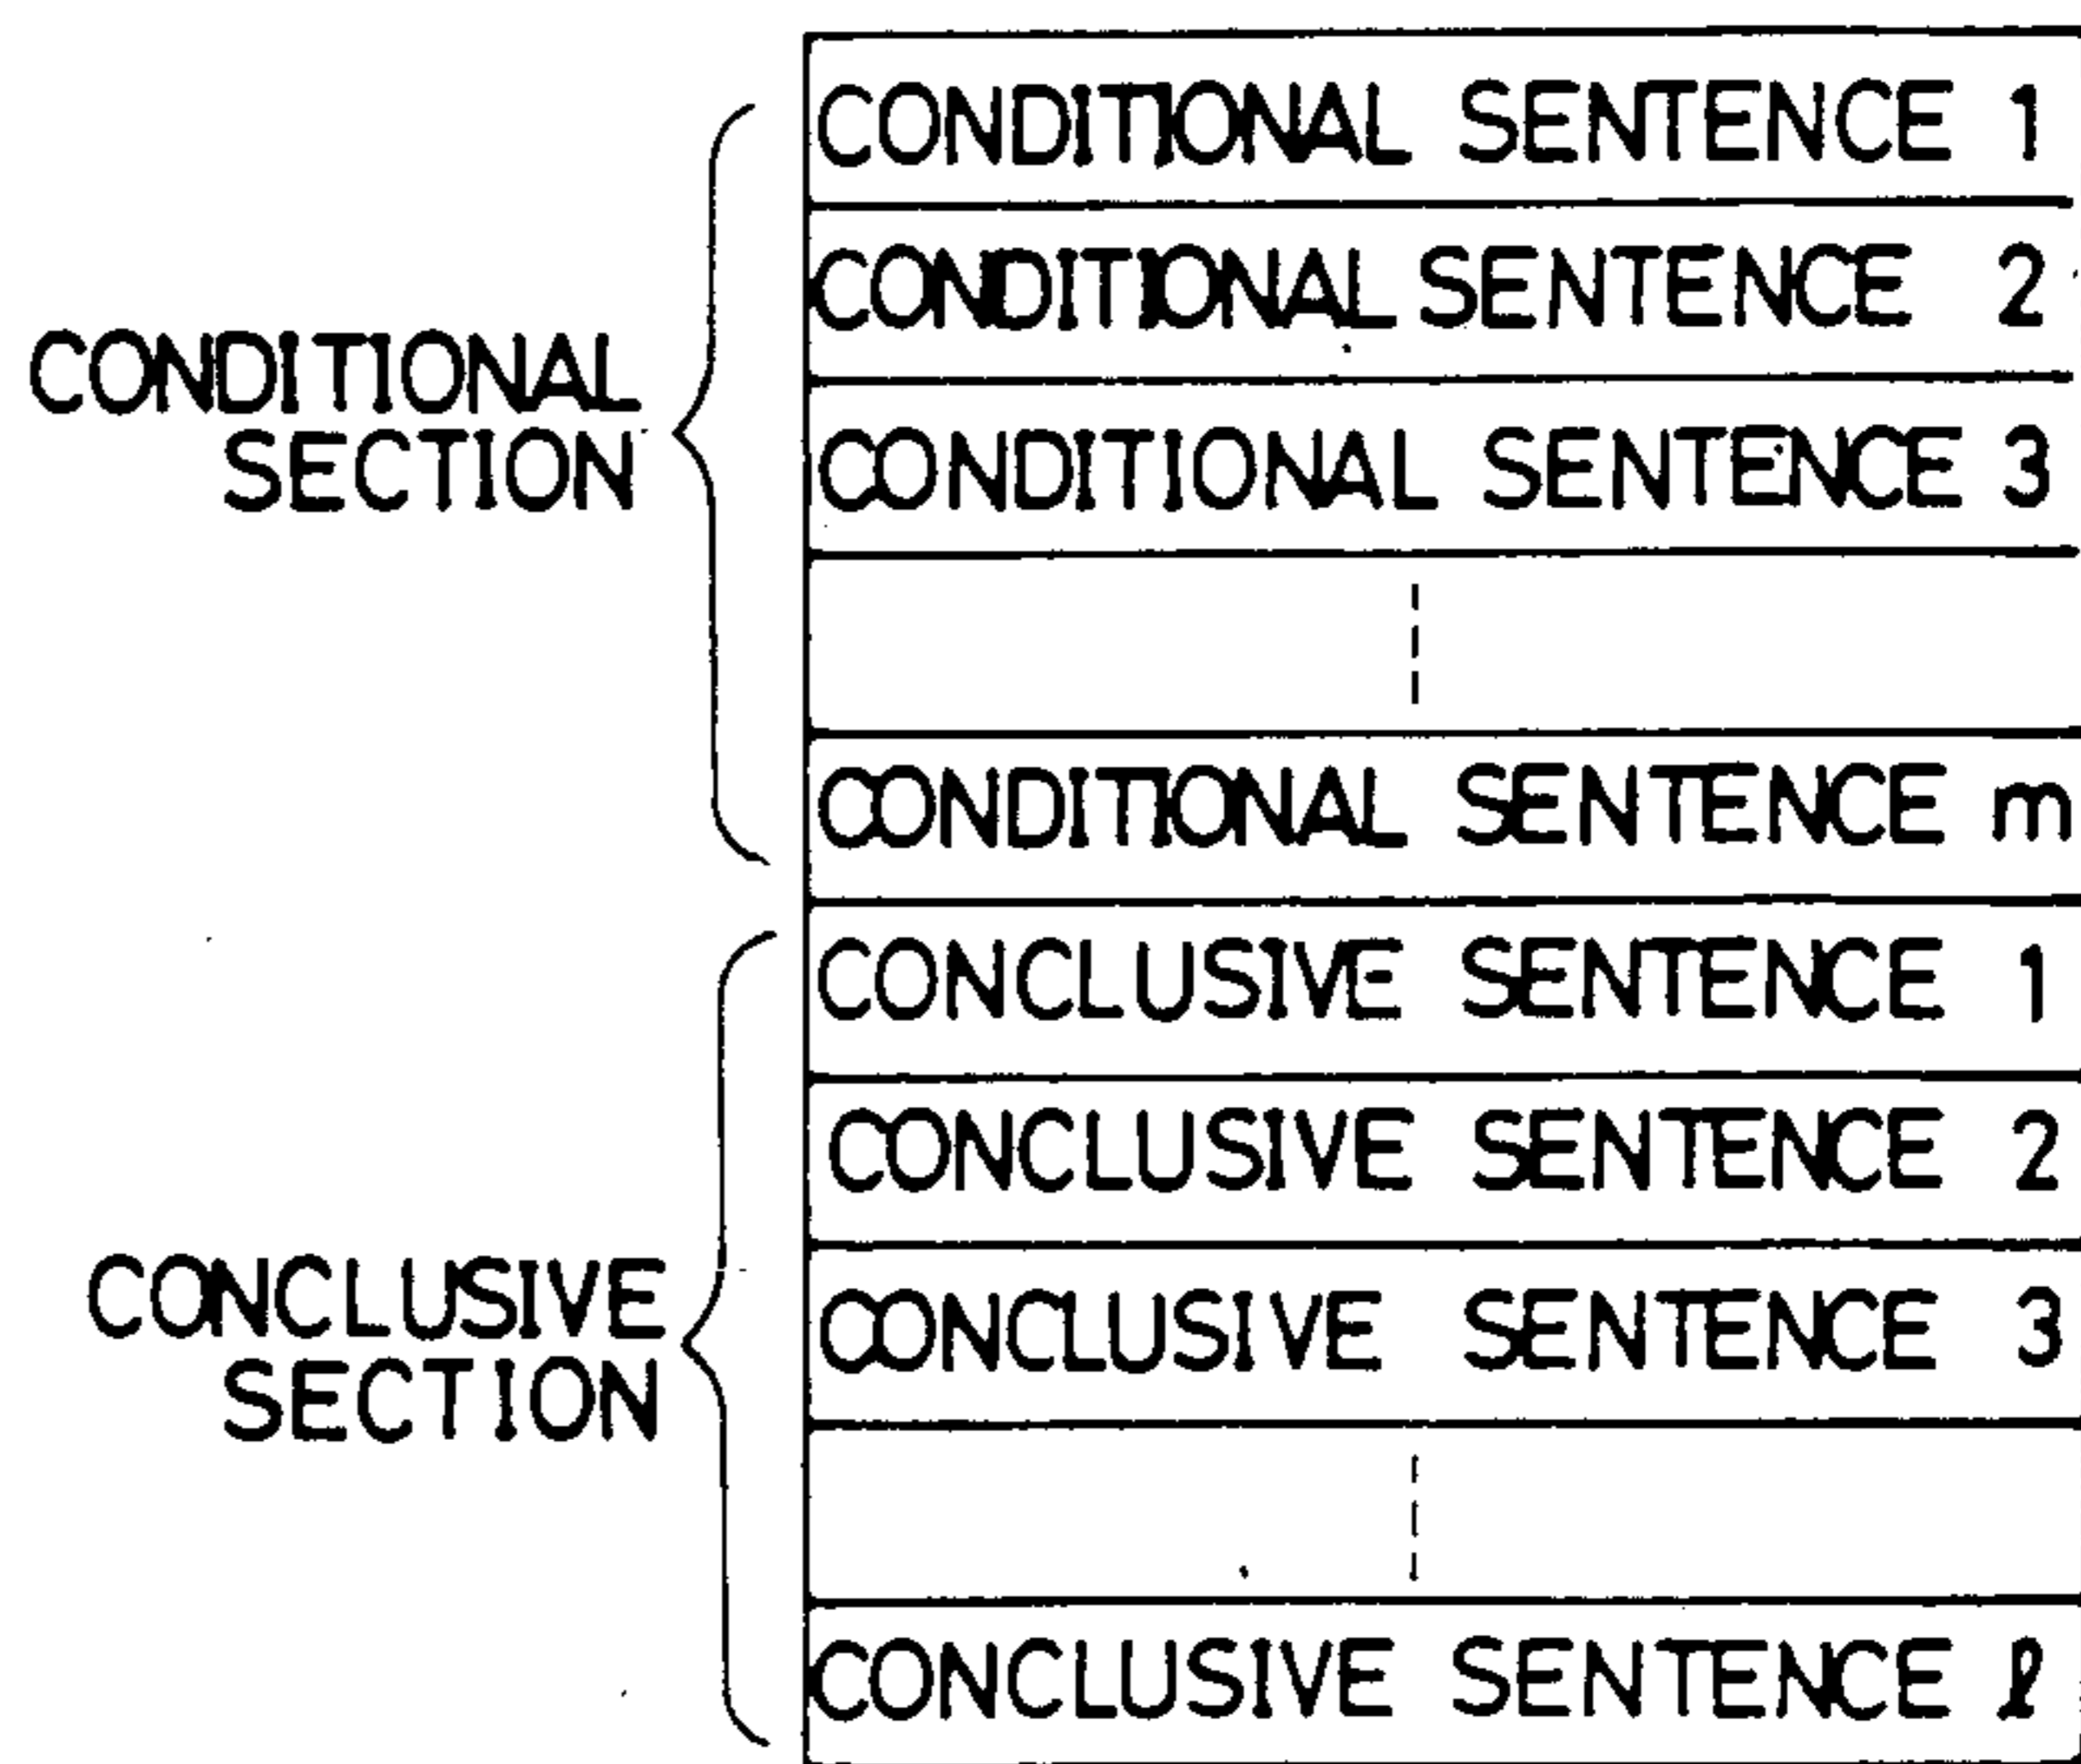 CONDITIONAL
SECTION
CONDITIONAL SENTENCE 1
CONDITIONAL SENTENCE 2
CONDITIONAL SENTENCE 3
CONDITIONAL SENTENCE m
CONCLUSIVE
SECTION
CONCLUSIVE SENTENCE 1
CONCLUSIVE SENTENCE 2
CONCLUSIVE SENTENCE 3
CONCLUSIVE SENTENCE ℓ